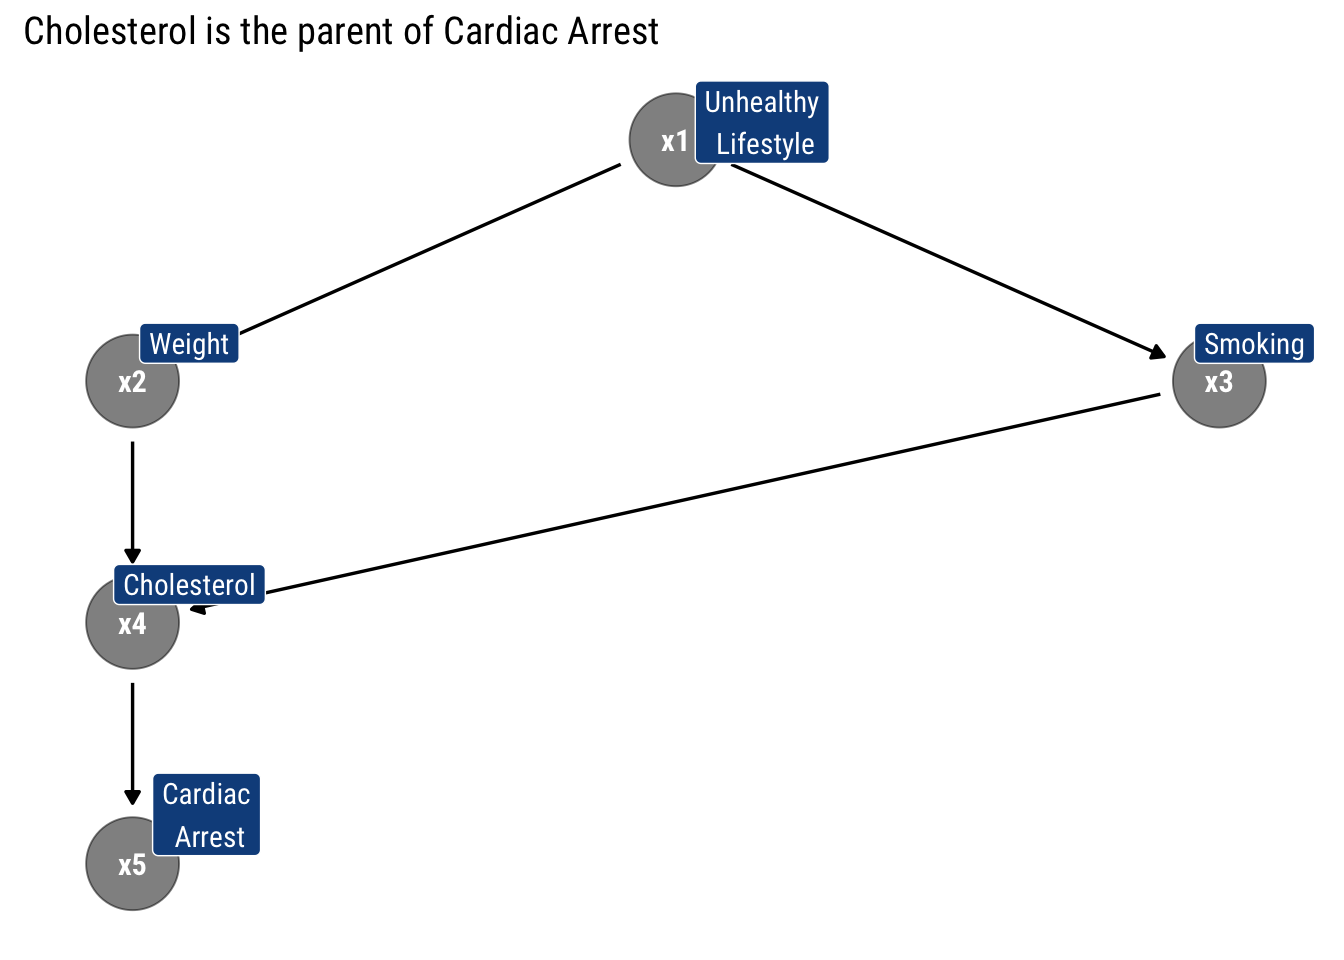 Cholesterol is the parent of Cardiac Arrest
x1
Unhealthy
Lifestyle
Weight
x2
Smoking
x3
Cholesterol
x4
Cardiac
Arrest
x5